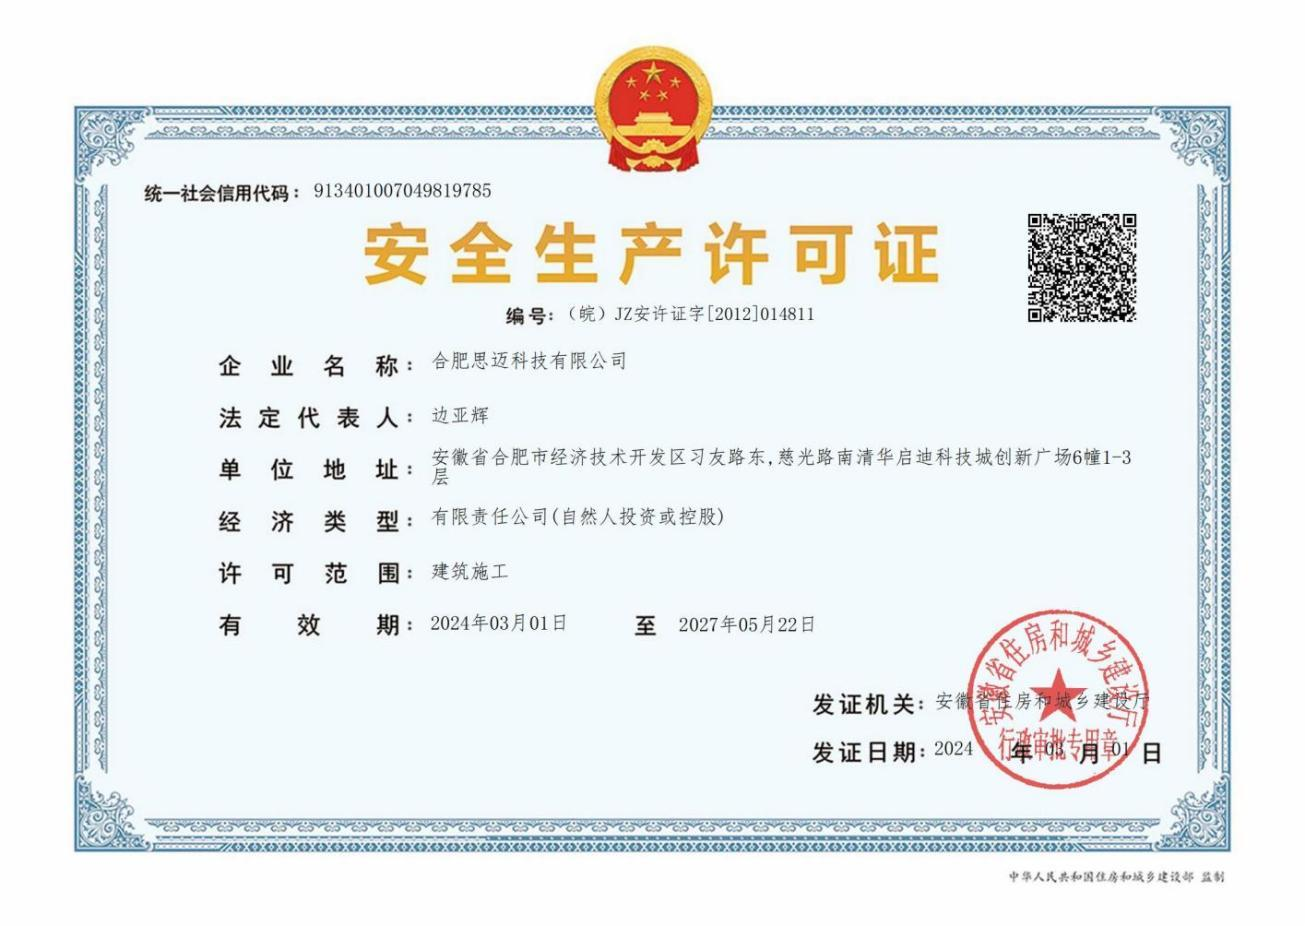 统一社会信用代码：913401007049819785
安全生产许可证
编号：（皖）JZ安许证字[2012]014811
企业名称：合肥思迈科技有限公司
法定代表人：边亚辉
单位地址：安徽省合肥市经济技术开发区习友路东,慈光路南清华启迪科技城创新广场6幢1-3
层
经济类型：有限责任公司(自然人投资或控股)
许可范围：建筑施工
有效期：2024年03月01日 至 2027年05月22日
安徽省住房和城乡建设厅
发证机关：安徽省住房和城乡建设厅
行政审批专用章
发证日期：2024 年 03 月 01 日
中华人民共和国住房和城乡建设部 监制